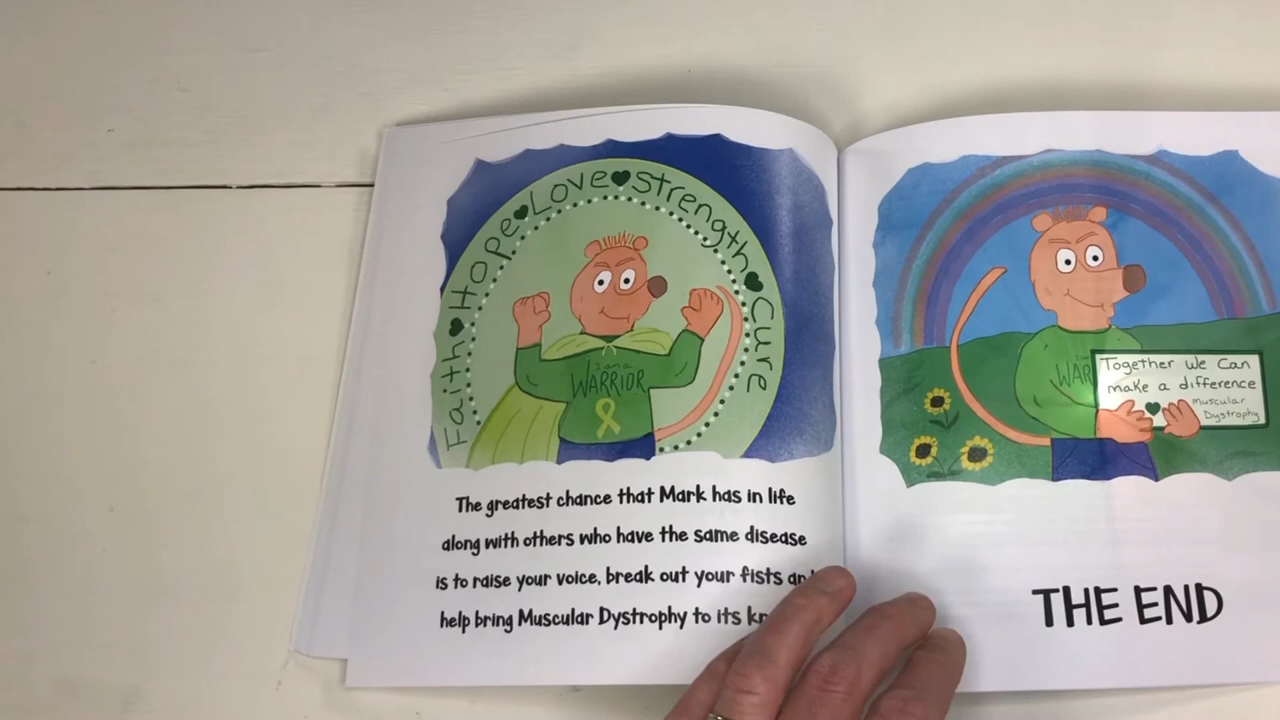 Faith ♥ Hope ♥ Love ♥ Strength ♥ Cure
I am a
WARRIOR
The greatest chance that Mark has in life
along with others who have the same disease
is to raise your voice, break out your fists
help bring Muscular Dystrophy to its
Together We Can
make a difference
Muscular
Dystrophy
THE END